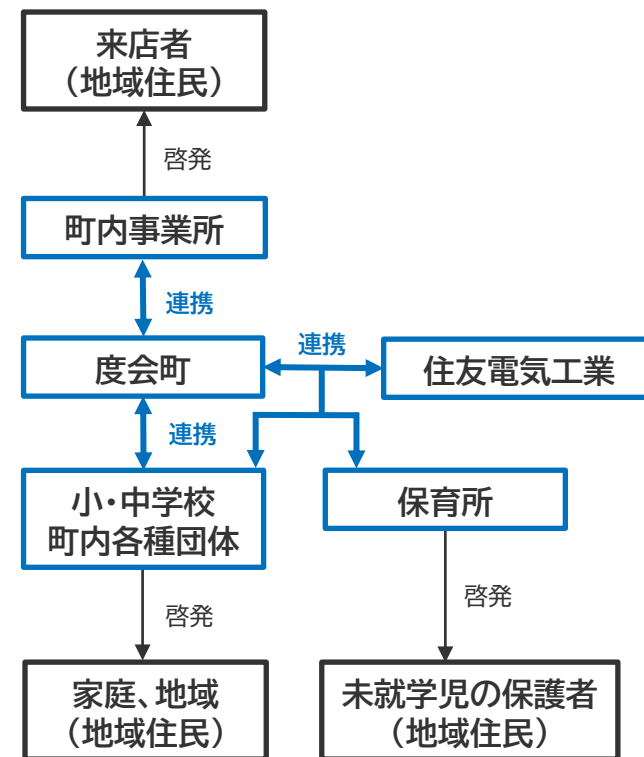 来店者
（地域住民）
啓発
町内事業所
連携
度会町
連携
住友電気工業
連携
小・中学校
町内各種団体
保育所
啓発
啓発
家庭、地域
（地域住民）
未就学児の保護者
（地域住民）